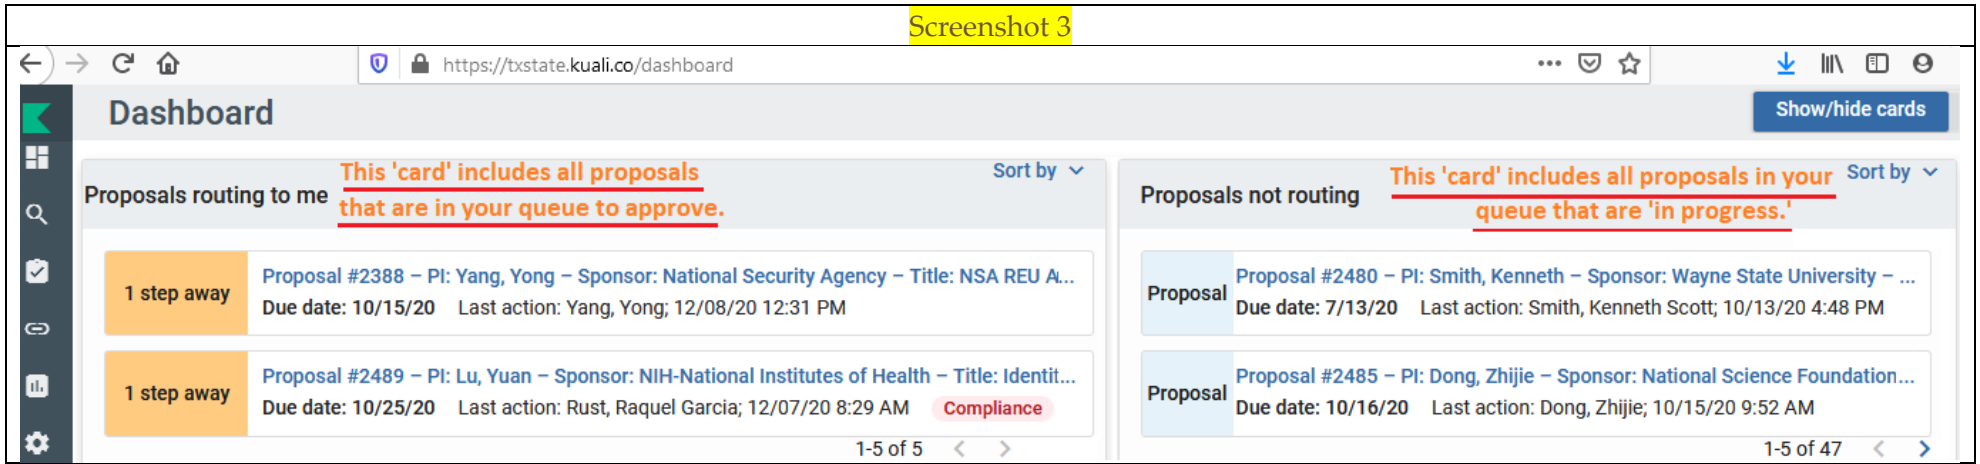 Screenshot 3
https://txstate.kuali.co/dashboard
Dashboard
Show/hide cards
Proposals routing to me
This 'card' includes all proposals
that are in your queue to approve.
Sort by
1 step away
Proposal #2388 – PI: Yang, Yong – Sponsor: National Security Agency – Title: NSA REU A...
Due date: 10/15/20 Last action: Yang, Yong; 12/08/20 12:31 PM
1 step away
Proposal #2489 – PI: Lu, Yuan – Sponsor: NIH-National Institutes of Health – Title: Identit...
Due date: 10/25/20 Last action: Rust, Raquel Garcia; 12/07/20 8:29 AM Compliance
1-5 of 5
Proposals not routing
This 'card' includes all proposals in your
queue that are 'in progress.'
Sort by
Proposal
Proposal #2480 – PI: Smith, Kenneth – Sponsor: Wayne State University – ...
Due date: 7/13/20 Last action: Smith, Kenneth Scott; 10/13/20 4:48 PM
Proposal
Proposal #2485 – PI: Dong, Zhijie – Sponsor: National Science Foundation...
Due date: 10/16/20 Last action: Dong, Zhijie; 10/15/20 9:52 AM
1-5 of 47